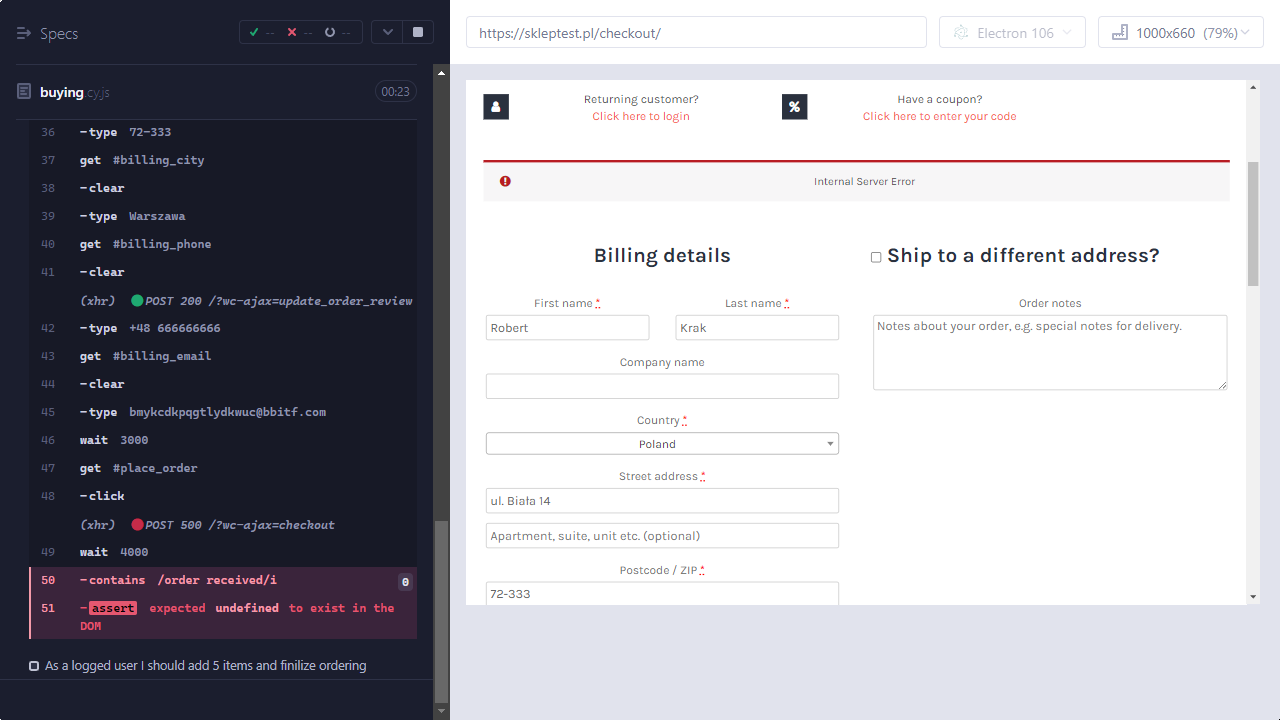 Specs
-- -- --
buying.cy.js
00:23
36 -type 72-333
37 get #billing_city
38 -clear
39 -type Warszawa
40 get #billing_phone
41 -clear
(xhr) POST 200 /?wc-ajax=update_order_review
42 -type +48 666666666
43 get #billing_email
44 -clear
45 -type bmykcdkpqgtlydkwuc@bbitf.com
46 wait 3000
47 get #place_order
48 -click
(xhr) POST 500 /?wc-ajax=checkout
49 wait 4000
50 -contains /order received/i 0
51 -assert expected undefined to exist in the
DOM
As a logged user I should add 5 items and finilize ordering
https://skleptest.pl/checkout/
Electron 106
1000x660 (79%)
Returning customer?
Click here to login
%
Have a coupon?
Click here to enter your code
Internal Server Error
Billing details
First name *
Last name *
Robert
Krak
Company name
Country *
Poland
Street address *
ul. Biała 14
Apartment, suite, unit etc. (optional)
Postcode / ZIP *
72-333
Ship to a different address?
Order notes
Notes about your order, e.g. special notes for delivery.